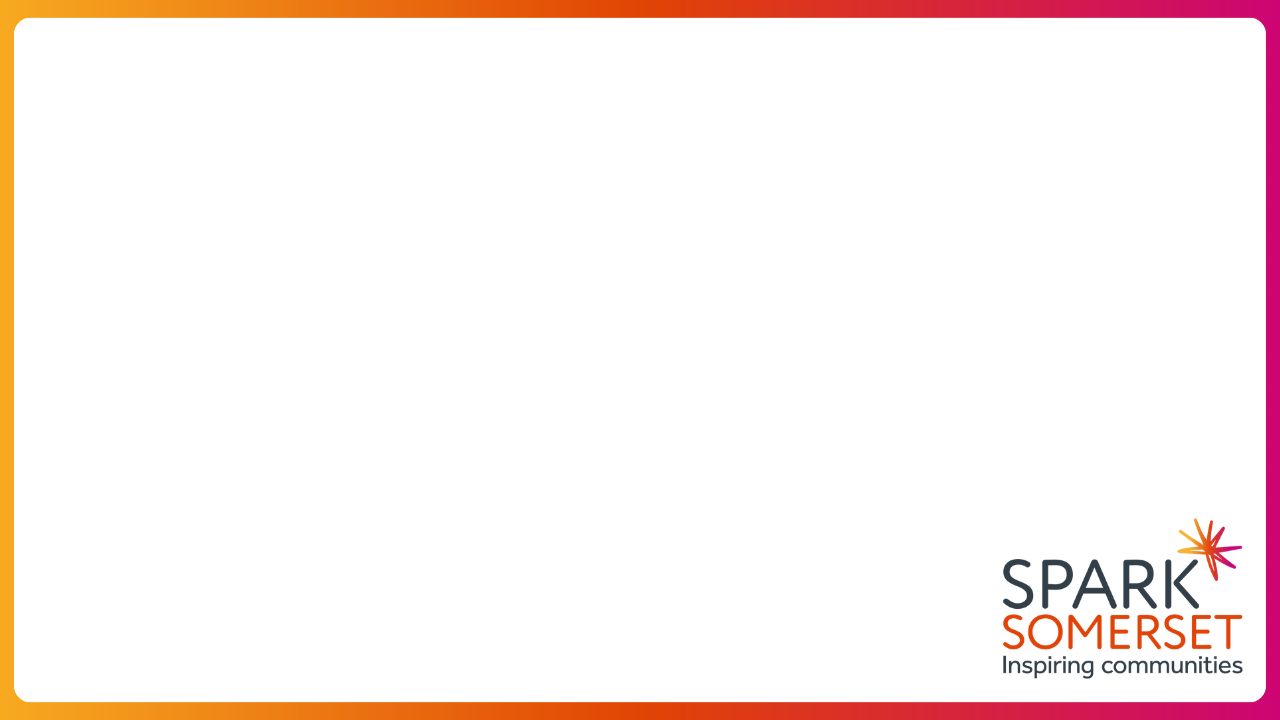 SPARK
SOMERSET
Inspiring communities